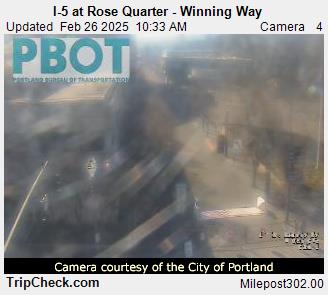 I-5 at Rose Quarter - Winning Way
Updated Feb 26 2025 10:33 AM Camera 4
PBOT
PORTLAND BUREAU OF TRANSPORTATION
Camera courtesy of the City of Portland
TripCheck.com Milepost302.00